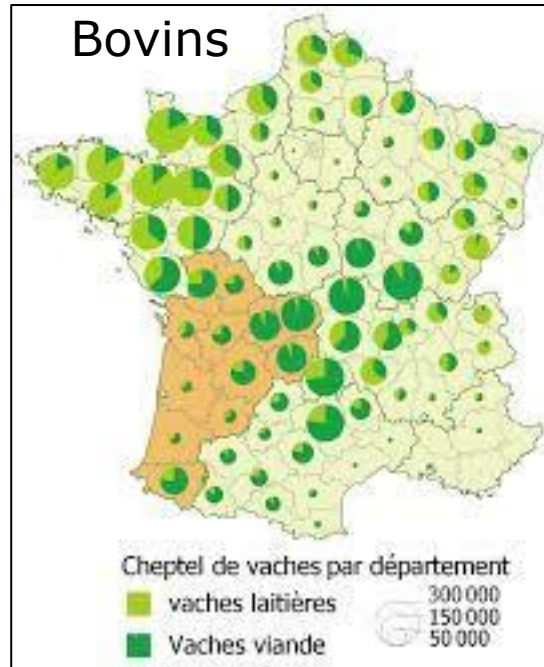 Bovins
Cheptel de vaches par département
vaches laitières
Vaches viande
300 000
150 000
50 000